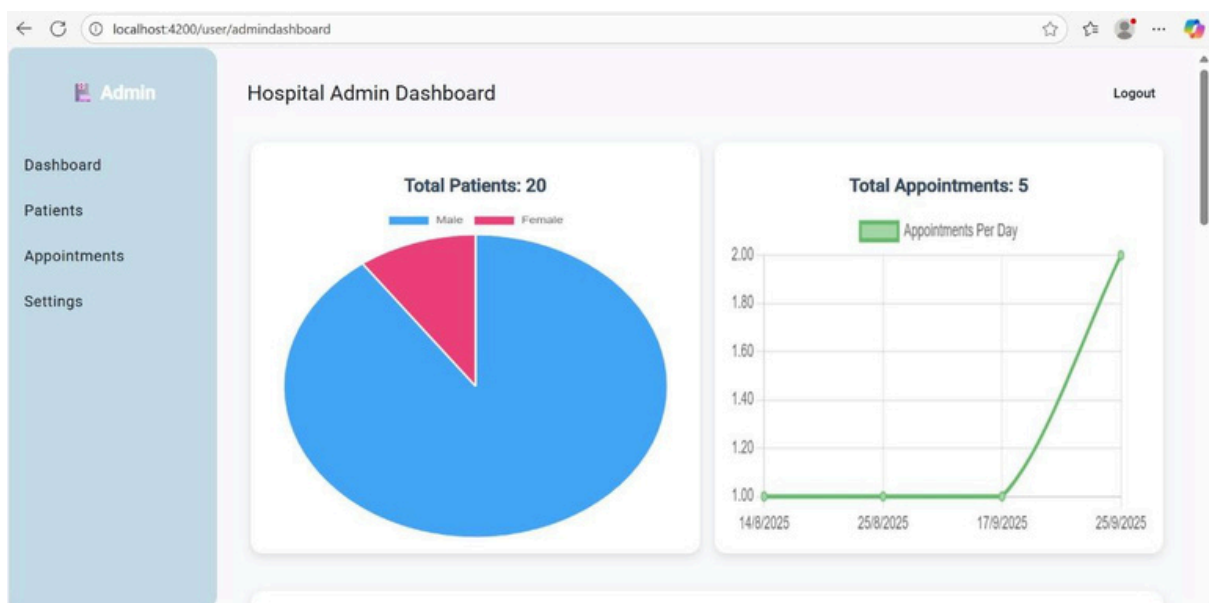 localhost:4200/user/admindashboard
Admin
Hospital Admin Dashboard
Logout
Dashboard
Patients
Appointments
Settings
Total Patients: 20
Male Female
Total Appointments: 5
Appointments Per Day
2.00
1.80
1.60
1.40
1.20
1.00
14/8/2025 25/8/2025 17/9/2025 25/9/2025